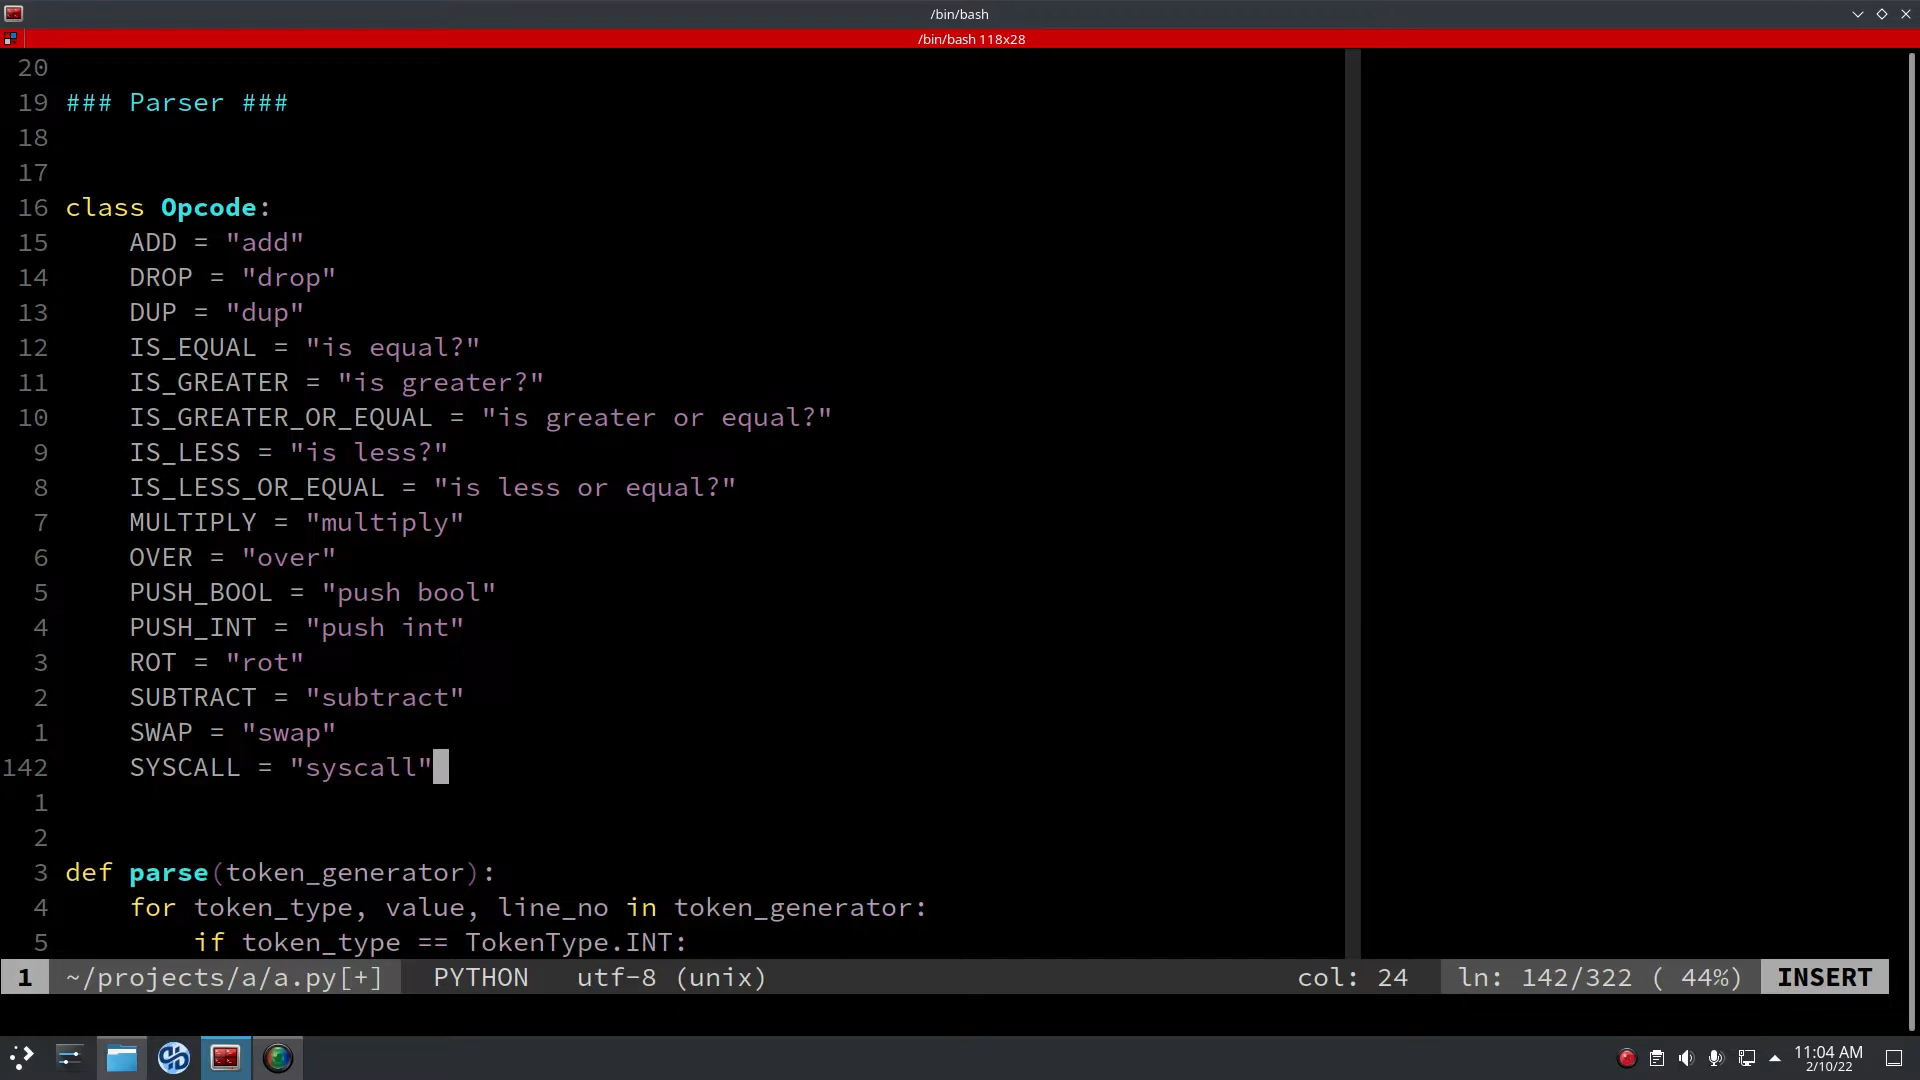 /bin/bash
/bin/bash 118x28
20
19 ### Parser ###
18
17
16 class Opcode:
15     ADD = "add"
14     DROP = "drop"
13     DUP = "dup"
12     IS_EQUAL = "is equal?"
11     IS_GREATER = "is greater?"
10     IS_GREATER_OR_EQUAL = "is greater or equal?"
9     IS_LESS = "is less?"
8     IS_LESS_OR_EQUAL = "is less or equal?"
7     MULTIPLY = "multiply"
6     OVER = "over"
5     PUSH_BOOL = "push bool"
4     PUSH_INT = "push int"
3     ROT = "rot"
2     SUBTRACT = "subtract"
1     SWAP = "swap"
142     SYSCALL = "syscall"
1
2
3 def parse(token_generator):
4     for token_type, value, line_no in token_generator:
5         if token_type == TokenType.INT:
1 ~/projects/a/a.py[+] PYTHON utf-8 (unix) col: 24 ln: 142/322 ( 44%) INSERT
11:04 AM
2/10/22